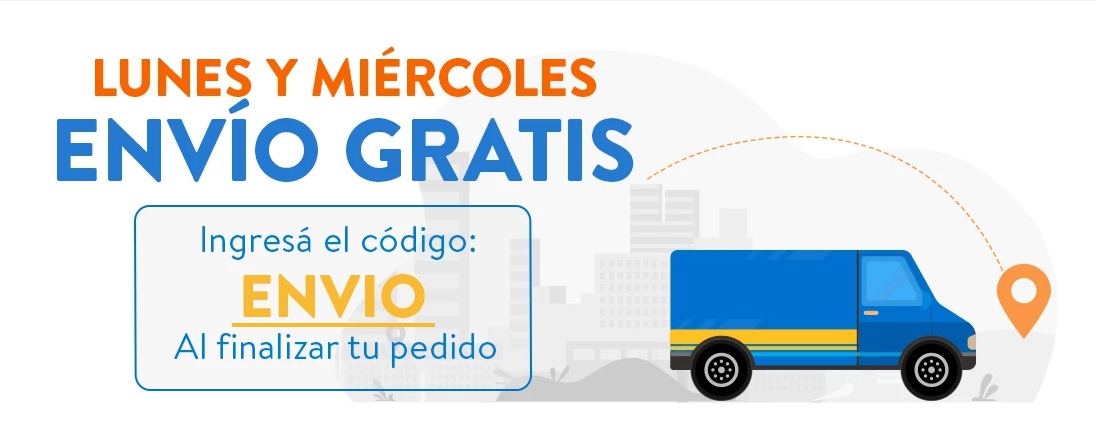 LUNES Y MIÉRCOLES
ENVÍO GRATIS
Ingresá el código:
ENVIO
Al finalizar tu pedido